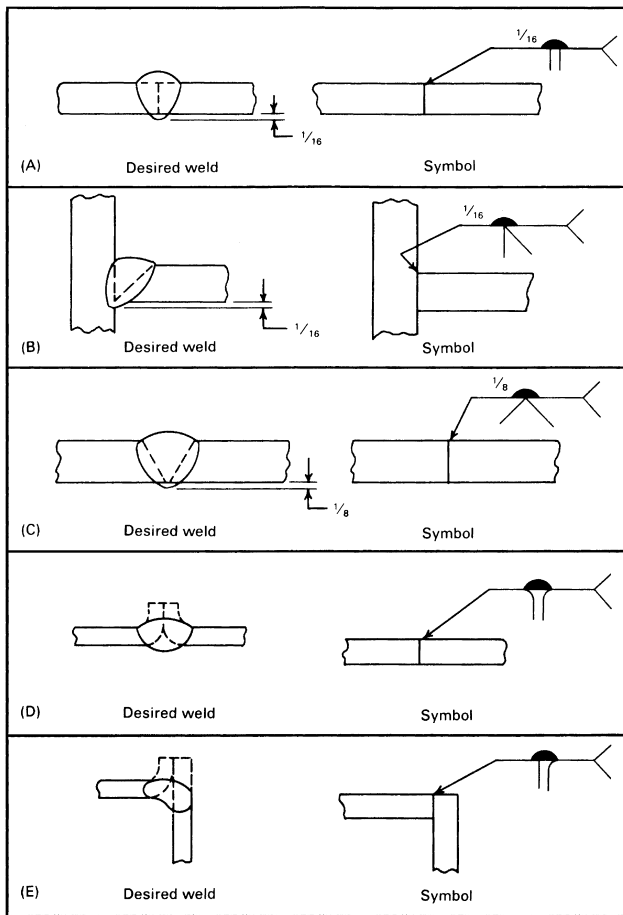 1/16
1/16
(A) Desired weld Symbol
1/16
1/16
(B) Desired weld Symbol
1/8
1/8
(C) Desired weld Symbol
(D) Desired weld Symbol
(E) Desired weld Symbol